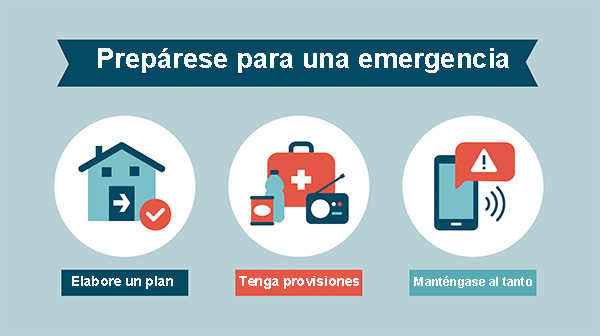 Prepárese para una emergencia
Elabore un plan
Tenga provisiones
Manténgase al tanto